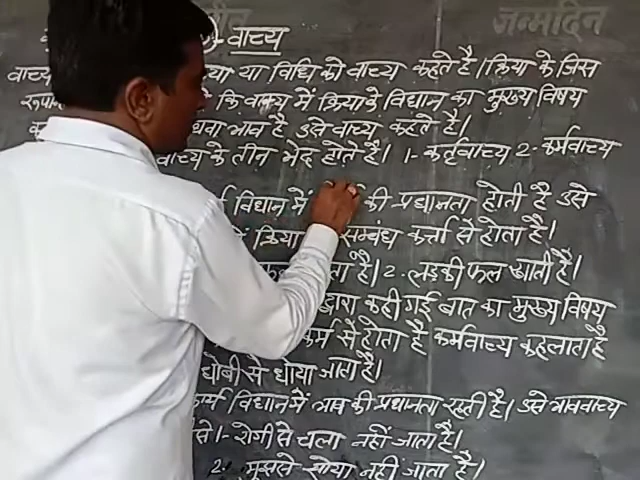 जन्मदिन
वाच्य
वाच्य या विधि को वाच्य कहते है। क्रिया के जिस
कि वाक्य में क्रिया के विधान का मुख्य विषय
भाव है उसे वाच्य कहते है।
वाच्य के तीन भेद होते है। 1- कर्तृवाच्य 2- कर्मवाच्य
विधान में की प्रधानता होती है उसे
क्रिया सम्बंध कर्त्ता से होता है।
है। 2- लड़की फल खाती है।
द्वारा कही गई बात का मुख्य विषय
कर्म से होता है कर्मवाच्य कहलाता है
धोबी से धोया जाता है।
विधान में भाव की प्रधानता रहती है। उसे भाववाच्य
1- रोगी से चला नहीं जाता है।
2- मुझसे सोया नहीं जाता है।